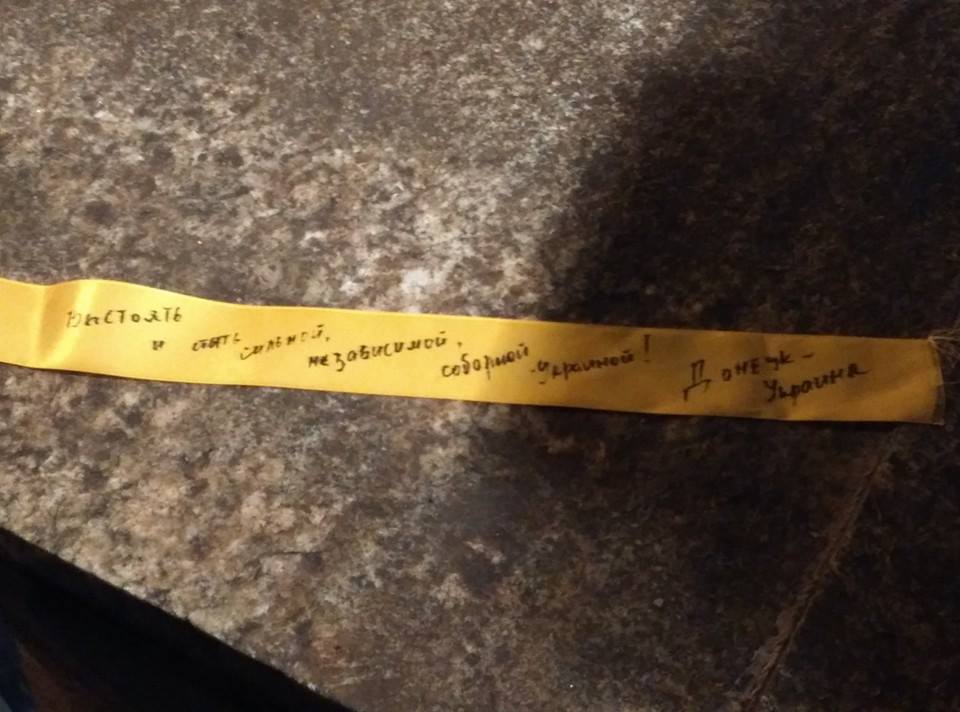 Выстоять
и стать сильной,
независимой,
соборной Украиной!
Донецк -
Украина